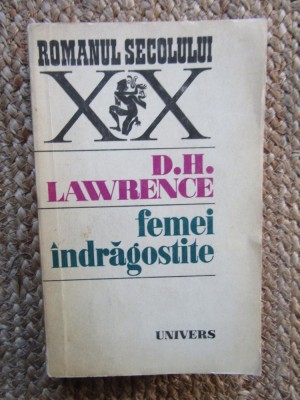 ROMANUL SECOLULUI
XX
D.H.
LAWRENCE
femei
îndrăgostite
UNIVERS